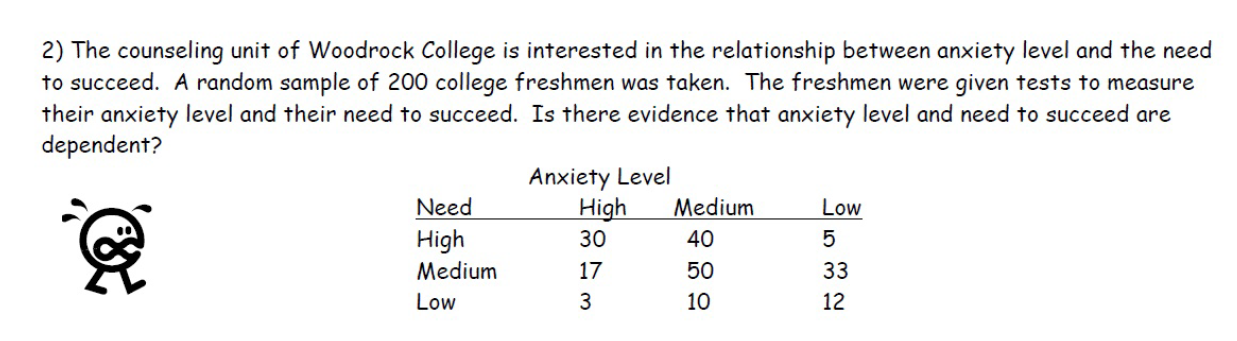 2) The counseling unit of Woodrock College is interested in the relationship between anxiety level and the need
to succeed. A random sample of 200 college freshmen was taken. The freshmen were given tests to measure
their anxiety level and their need to succeed. Is there evidence that anxiety level and need to succeed are
dependent?
Anxiety Level
Need High Medium Low
High 30 40 5
Medium 17 50 33
Low 3 10 12